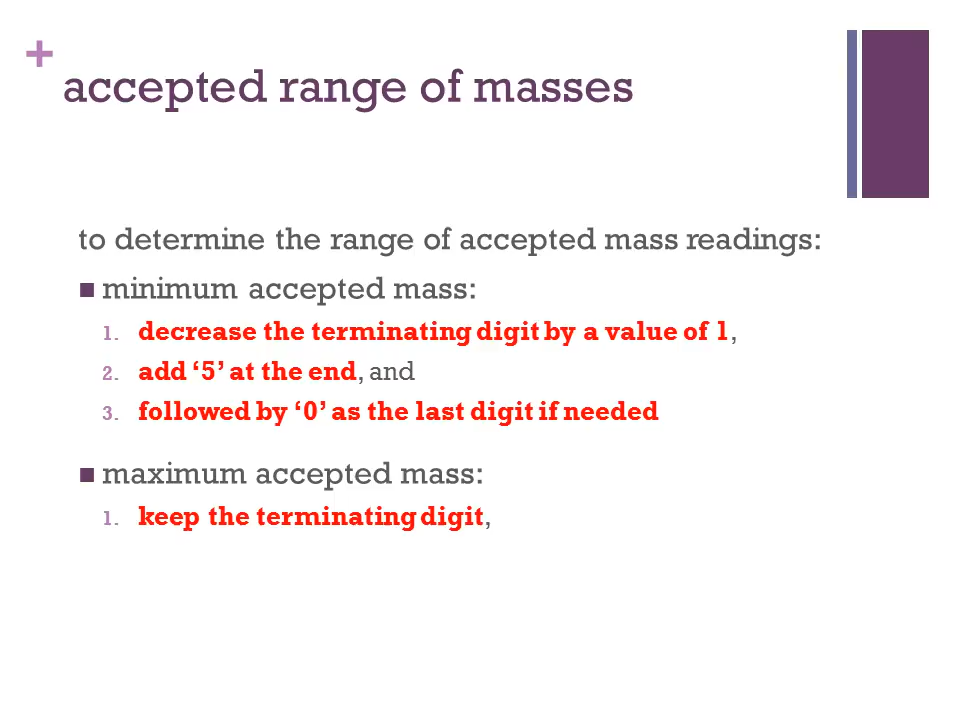 +
accepted range of masses
to determine the range of accepted mass readings:
■ minimum accepted mass:
1. decrease the terminating digit by a value of 1,
2. add ‘5’ at the end, and
3. followed by ‘0’ as the last digit if needed
■ maximum accepted mass:
1. keep the terminating digit,